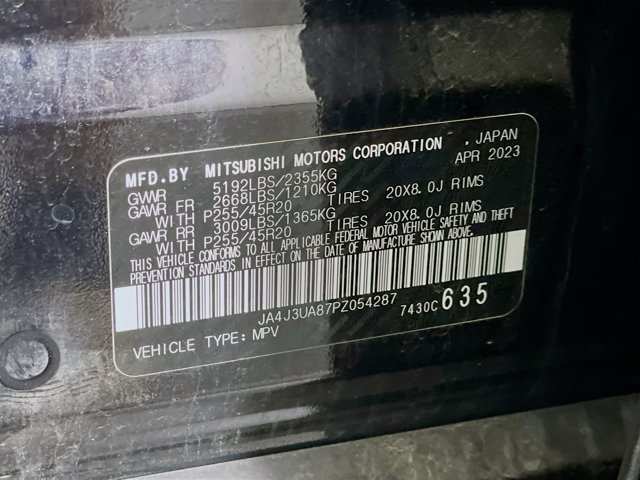 MFD.BY MITSUBISHI MOTORS CORPORATION , JAPAN
GVWR 5192LBS/2355KG APR 2023
GAWR FR 2668LBS/1210KG TIRES 20X8.0J RIMS
WITH P255/45R20
GAWR RR 3009LBS/1365KG TIRES 20X8.0J RIMS
WITH P255/45R20
THIS VEHICLE CONFORMS TO ALL APPLICABLE FEDERAL MOTOR VEHICLE SAFETY AND THEFT
PREVENTION STANDARDS IN EFFECT ON THE DATE OF MANUFACTURE SHOWN ABOVE.
JA4J3UA87PZ054287 7430C 635
VEHICLE TYPE:MPV